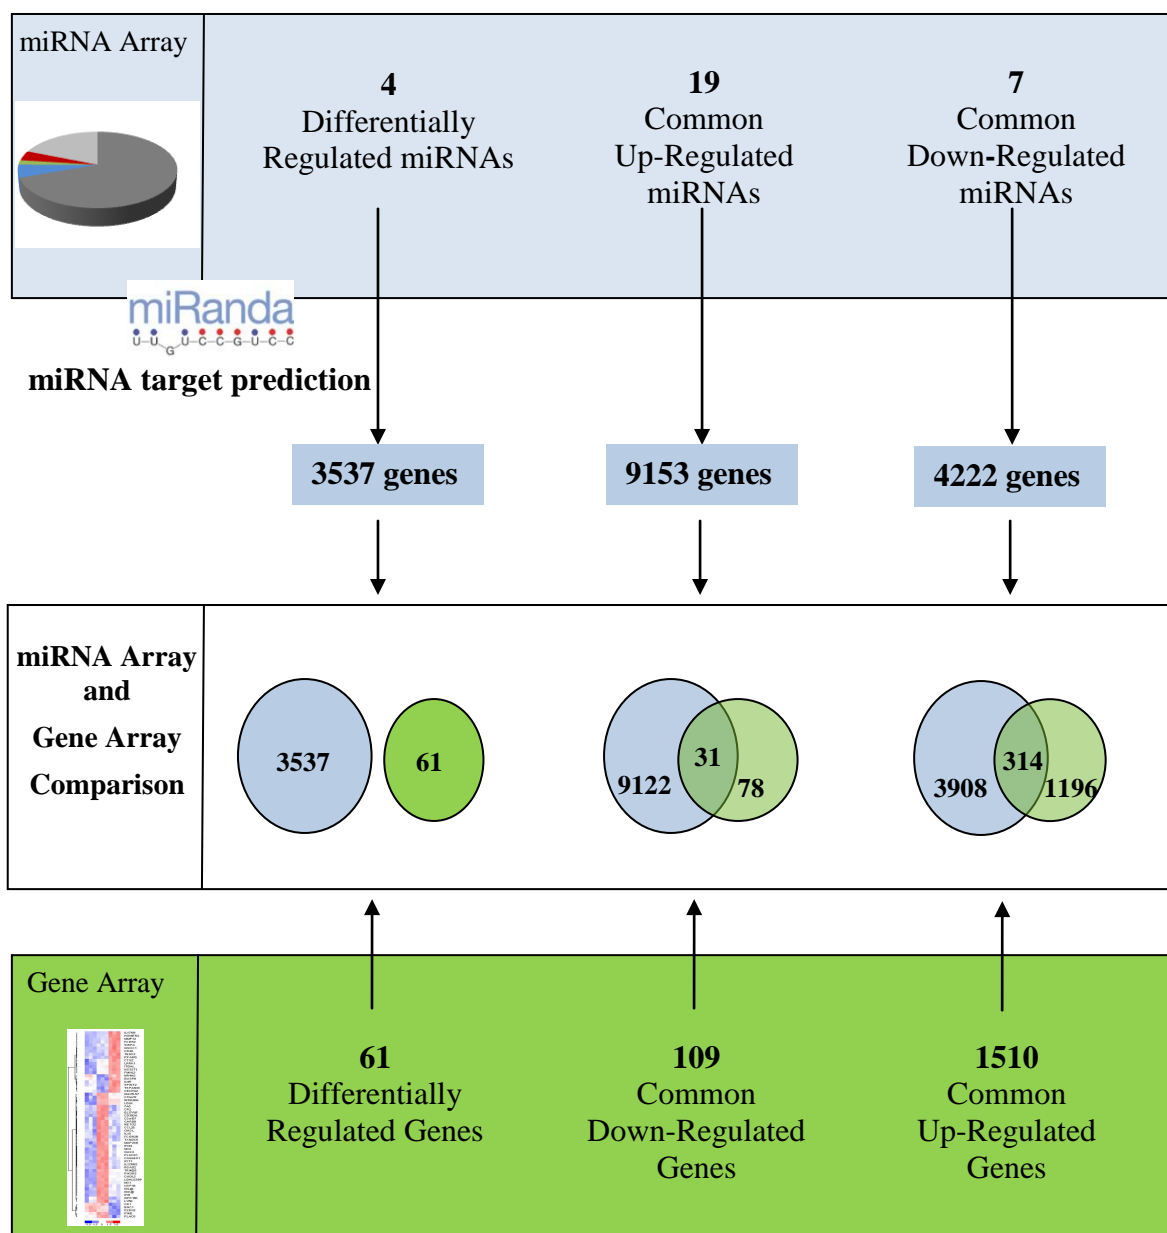 miRNA Array
4
Differentially
Regulated miRNAs
19
Common
Up-Regulated
miRNAs
7
Common
Down-Regulated
miRNAs
miRanda
U-U-G-U-C-C-G-U-C-C
miRNA target prediction
3537 genes
9153 genes
4222 genes
miRNA Array
and
Gene Array
Comparison
3537
61
9122
31
78
3908
314
1196
Gene Array
61
Differentially
Regulated Genes
109
Common
Down-Regulated
Genes
1510
Common
Up-Regulated
Genes